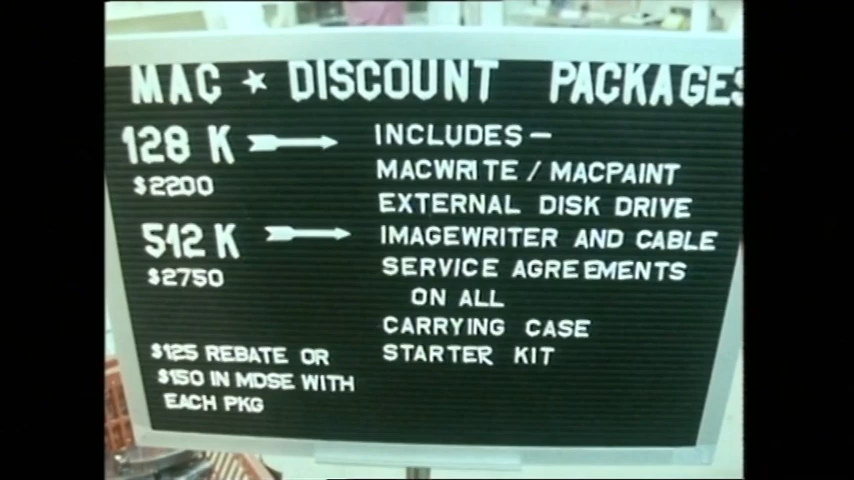 MAC ★ DISCOUNT PACKAGES
128 K
$2200
512 K
$2750
$125 REBATE OR
$150 IN MDSE WITH
EACH PKG
INCLUDES—
MACWRITE / MACPAINT
EXTERNAL DISK DRIVE
IMAGEWRITER AND CABLE
SERVICE AGREEMENTS
ON ALL
CARRYING CASE
STARTER KIT